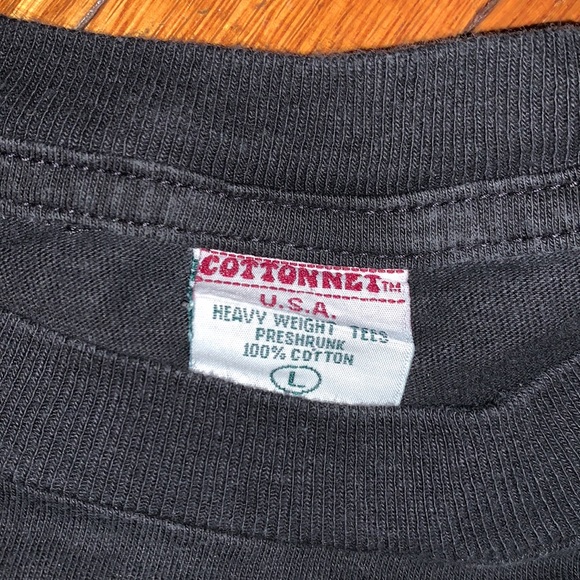 COTTONNET™
U.S.A.
HEAVY WEIGHT TEES
PRESHRUNK
100% COTTON
L